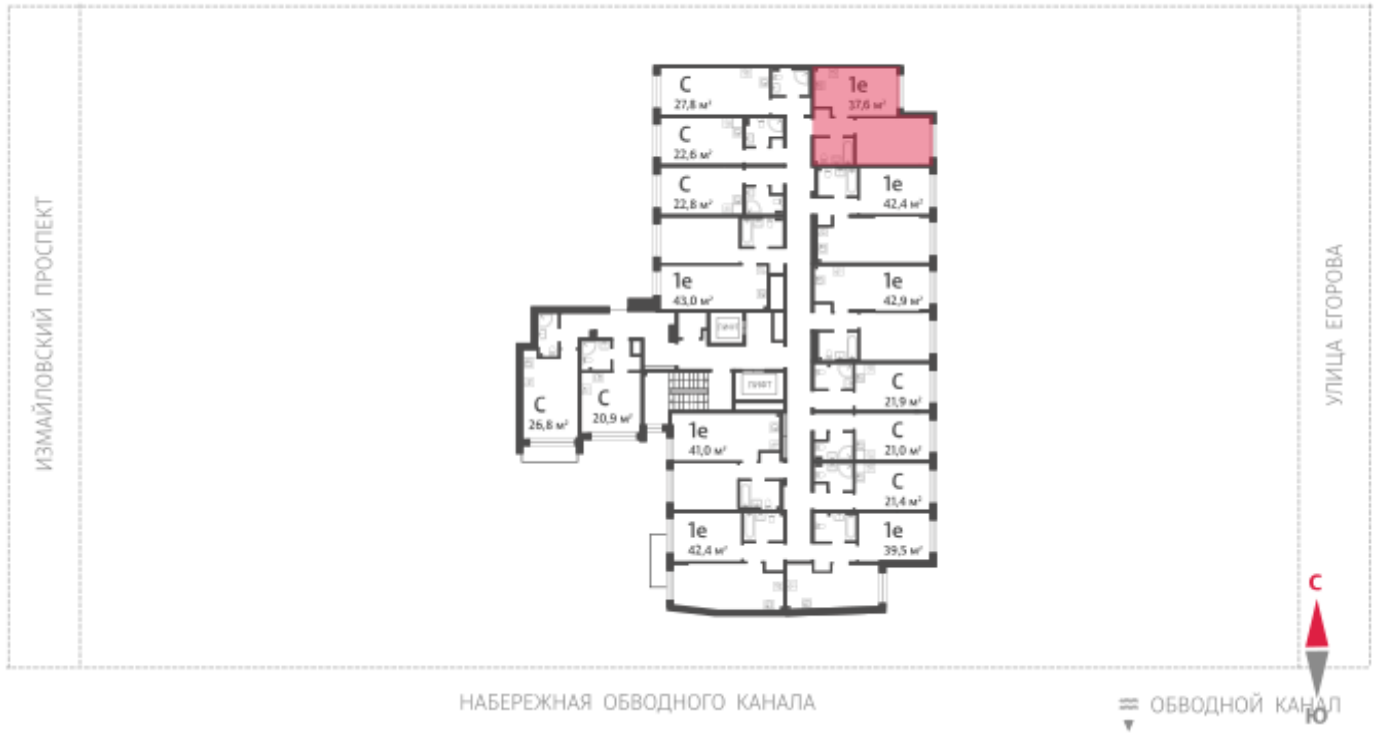 ИЗМАЙЛОВСКИЙ ПРОСПЕКТ
С
27,8 м²
1е
37,6 м²
С
22,6 м²
С
22,8 м²
1е
42,4 м²
1е
43,0 м²
1е
42,9 м²
ЛИФТ
ЛИФТ
С
26,8 м²
С
20,9 м²
С
21,9 м²
1е
41,0 м²
С
21,0 м²
С
21,4 м²
1е
42,4 м²
1е
39,5 м²
УЛИЦА ЕГОРОВА
С
Ю
НАБЕРЕЖНАЯ ОБВОДНОГО КАНАЛА
ОБВОДНОЙ КАНАЛ